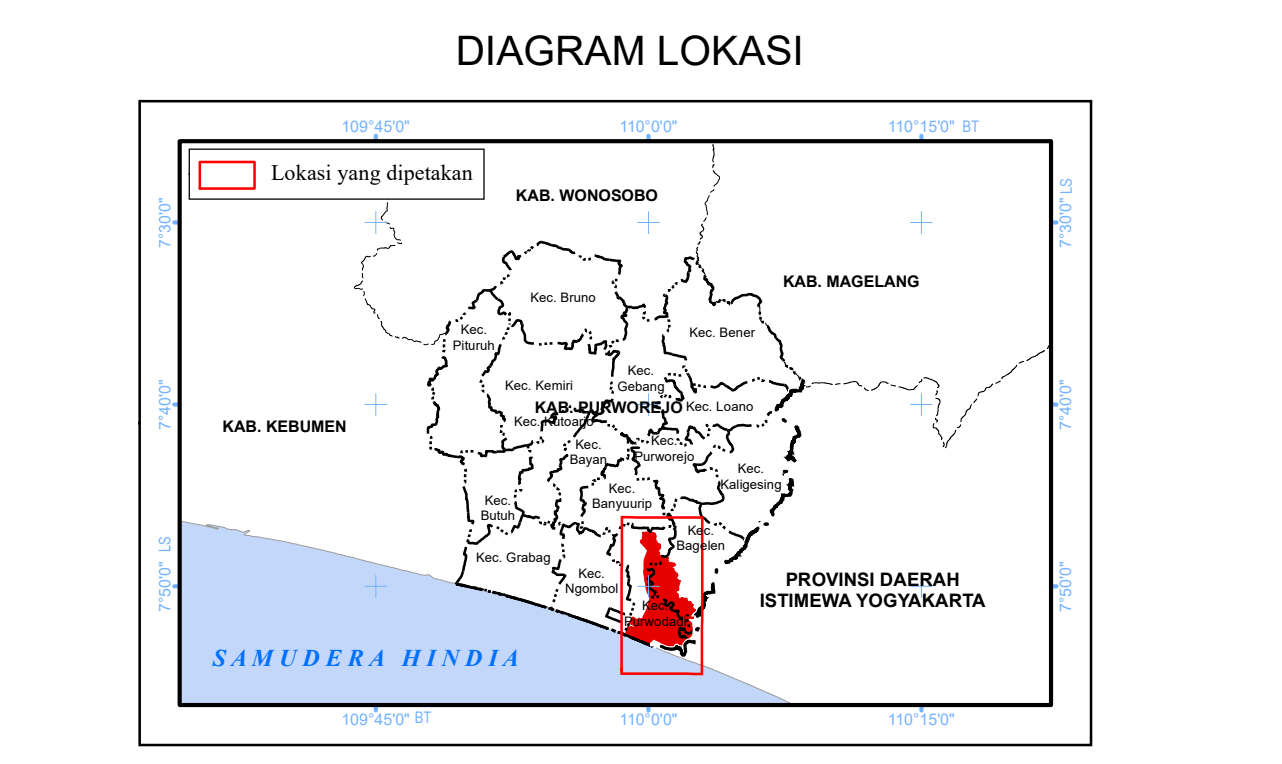 DIAGRAM LOKASI
109°45'0"
110°0'0"
110°15'0" BT
Lokasi yang dipetakan
KAB. WONOSOBO
7°30'0"
7°30'0" LS
KAB. MAGELANG
Kec. Bruno
Kec.
Pituruh
Kec. Bener
Kec.
Gebang
Kec. Kemiri
7°40'0"
KAB. PURWOREJO
Kec. Loano
7°40'0"
KAB. KEBUMEN
Kec. Kutoarjo
Kec.
Bayan
Kec.
Purworejo
Kec.
Kaligesing
Kec.
Banyuurip
Kec.
Butuh
Kec.
Bagelen
Kec. Grabag
7°50'0" LS
Kec.
Ngombol
7°50'0"
PROVINSI DAERAH
ISTIMEWA YOGYAKARTA
Kec.
Purwodadi
SAMUDERA HINDIA
109°45'0" BT
110°0'0"
110°15'0"